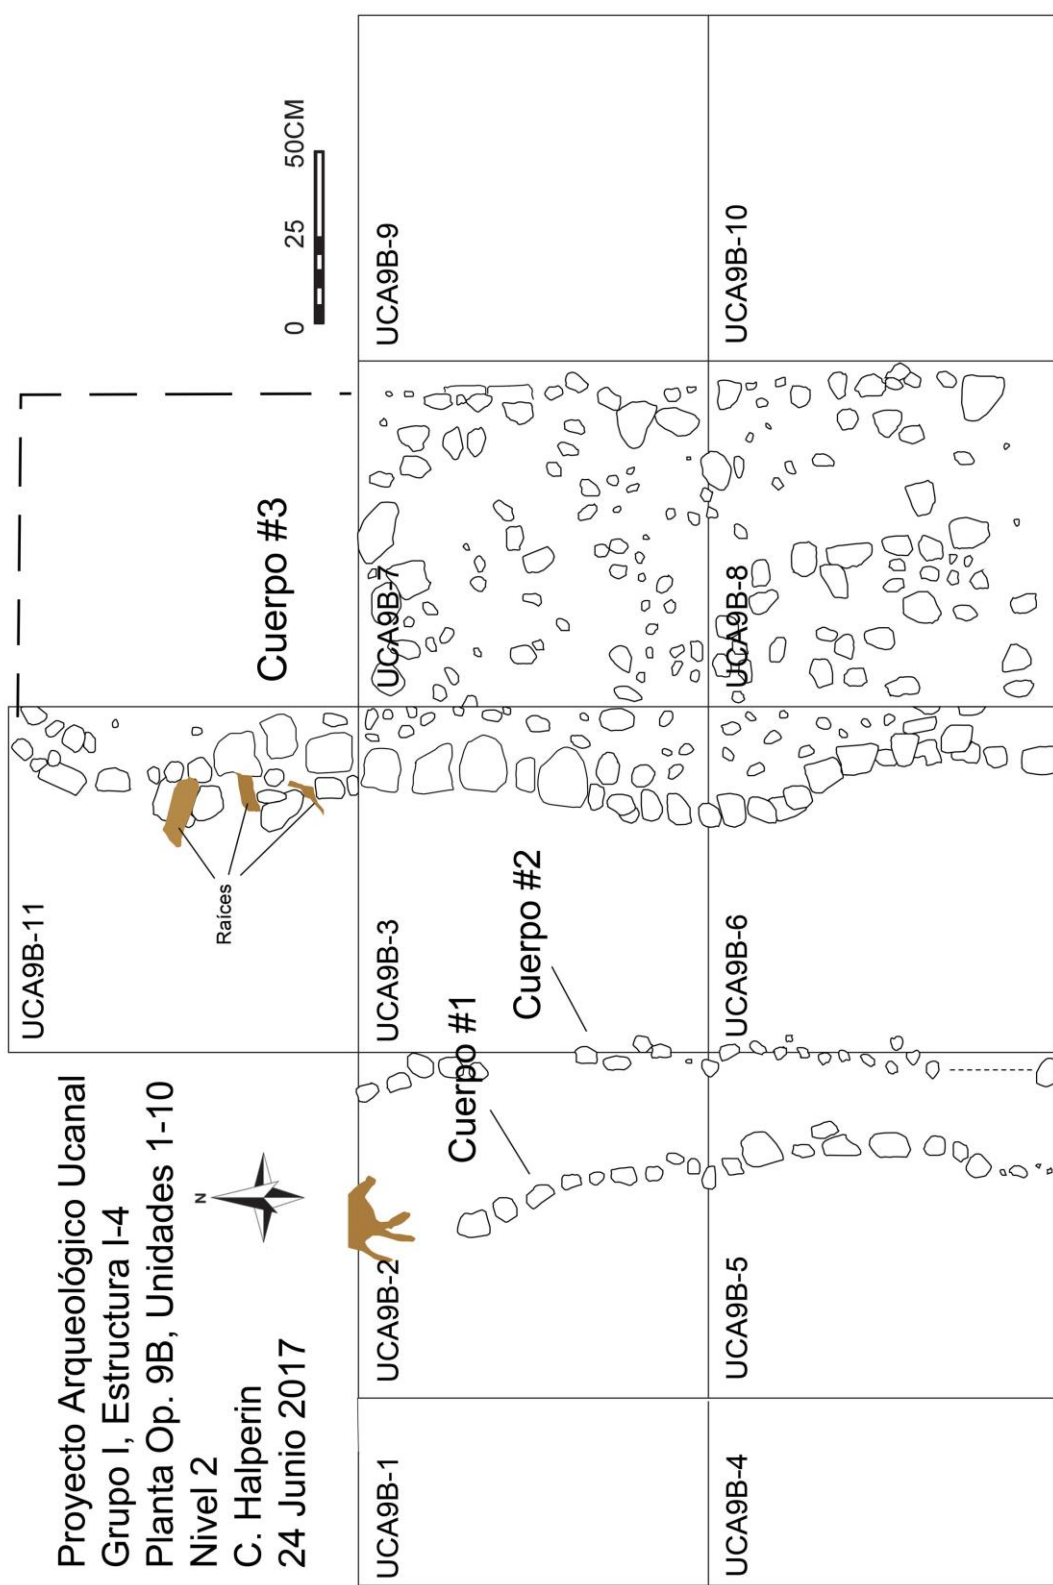 Proyecto Arqueológico Ucanal
Grupo I, Estructura I-4
Planta Op. 9B, Unidades 1-10
Nivel 2
C. Halperin
24 Junio 2017
N
0 25 50CM
UCA9B-11
Raíces
Cuerpo #3
UCA9B-1
UCA9B-2
UCA9B-3
UCA9B-7
UCA9B-9
Cuerpo #1
Cuerpo #2
UCA9B-4
UCA9B-5
UCA9B-6
UCA9B-8
UCA9B-10